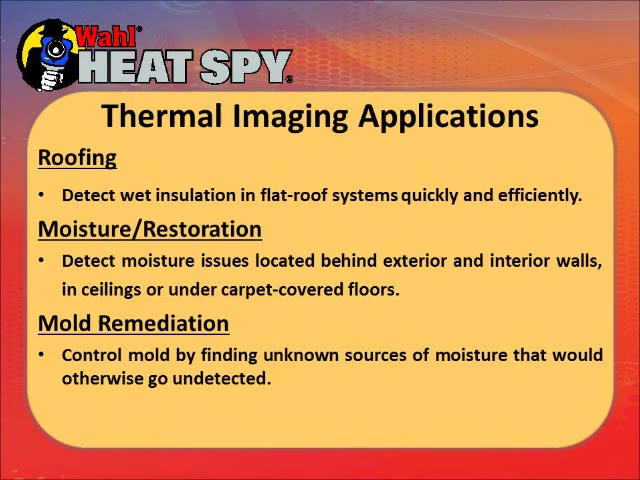 Wahl®
HEAT SPY®
Thermal Imaging Applications
Roofing
• Detect wet insulation in flat-roof systems quickly and efficiently.
Moisture/Restoration
• Detect moisture issues located behind exterior and interior walls,
in ceilings or under carpet-covered floors.
Mold Remediation
• Control mold by finding unknown sources of moisture that would
otherwise go undetected.